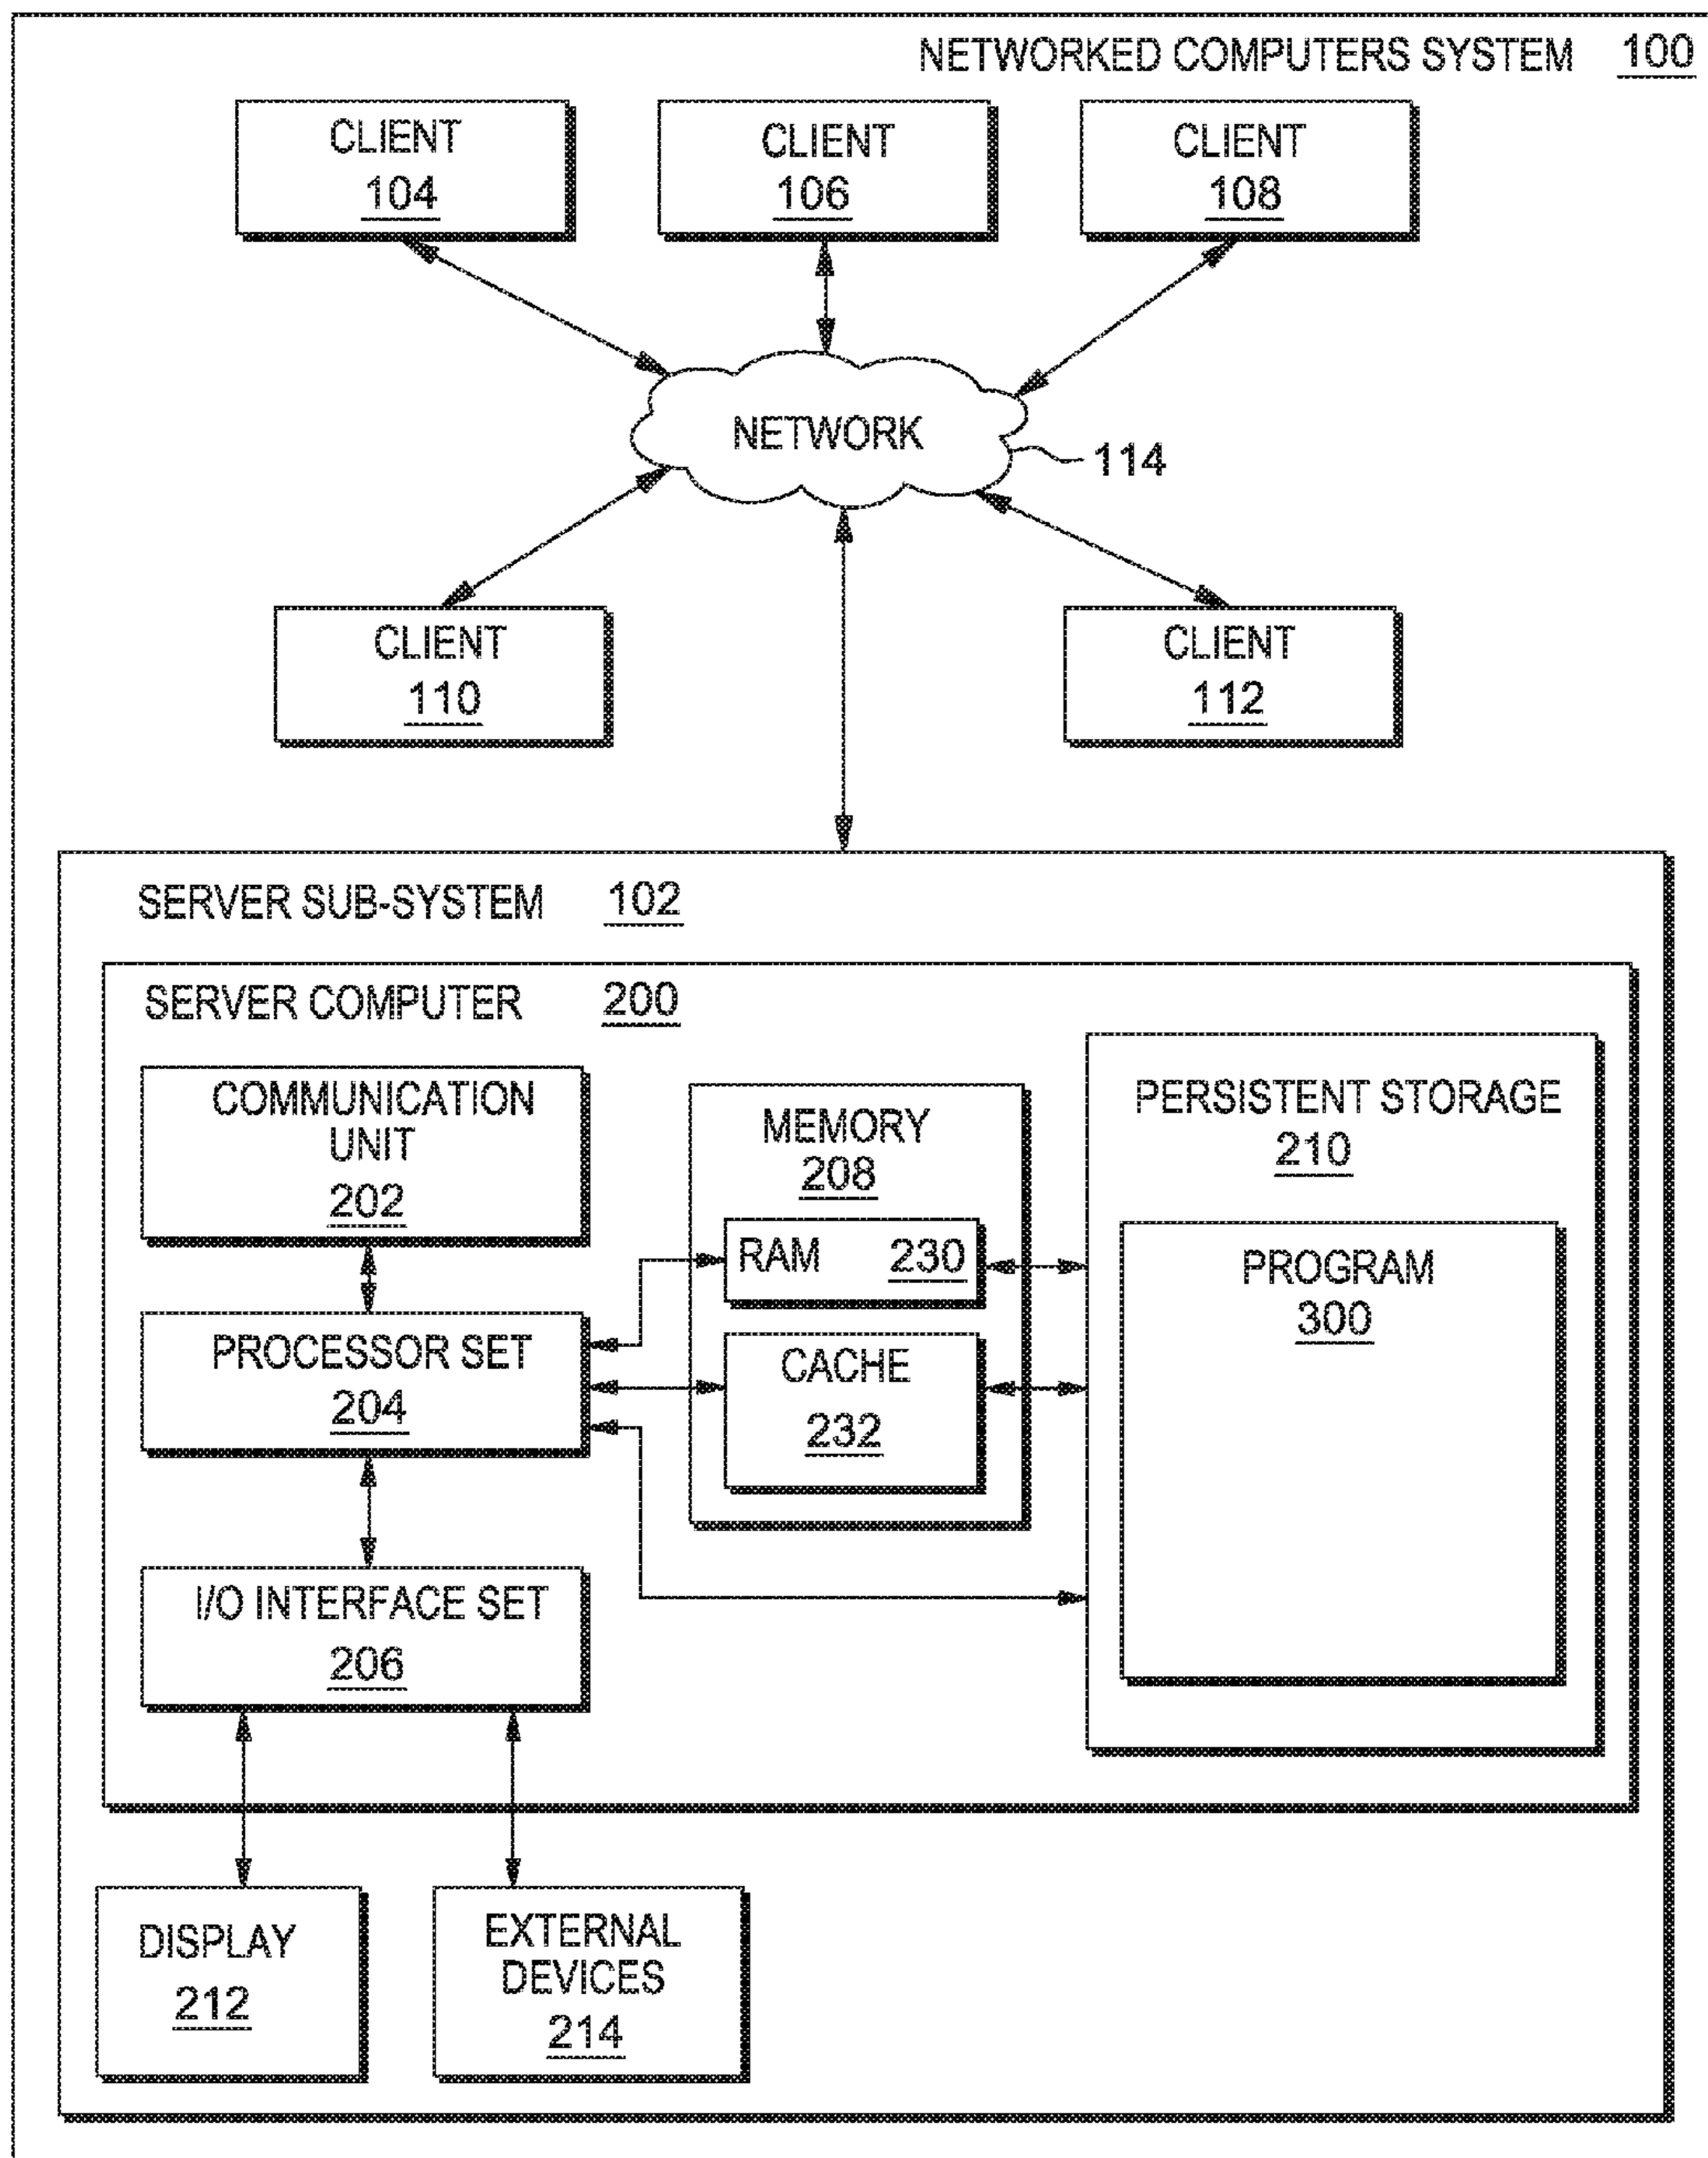 NETWORKED COMPUTERS SYSTEM 100
CLIENT
104
CLIENT
106
CLIENT
108
NETWORK
114
CLIENT
110
CLIENT
112
SERVER SUB-SYSTEM 102
SERVER COMPUTER 200
COMMUNICATION
UNIT
202
PROCESSOR SET
204
I/O INTERFACE SET
206
MEMORY
208
RAM 230
CACHE
232
PERSISTENT STORAGE
210
PROGRAM
300
DISPLAY
212
EXTERNAL
DEVICES
214